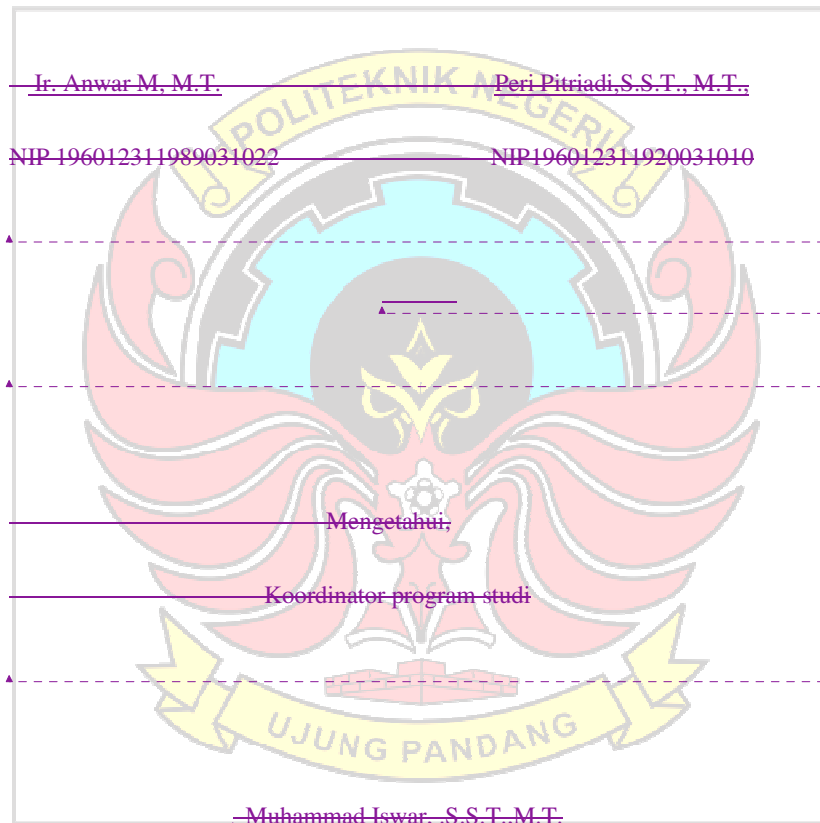 Ir. Anwar M, M.T. Peri Pitriadi,S.S.T., M.T.,
POLITEKNIK NEGERI
NIP 196012311989031022 NIP196012311920031010
Mengetahui,
Koordinator program studi
UJUNG PANDANG
Muhammad Iswar, .S.S.T.,M.T.